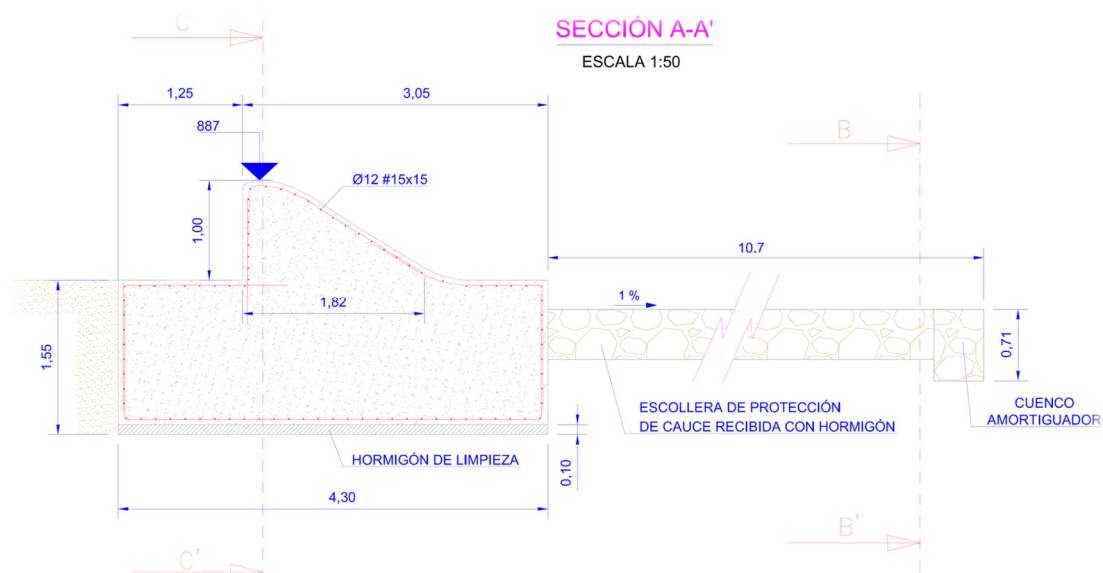 SECCIÓN A-A'
ESCALA 1:50
C
1,25
3,05
887
B
Ø12 #15x15
1,00
10.7
1,82
1 %
1,55
0,71
ESCOLLERA DE PROTECCIÓN
DE CAUCE RECIBIDA CON HORMIGÓN
CUENCO
AMORTIGUADOR
HORMIGÓN DE LIMPIEZA
0,10
4,30
B'
C'